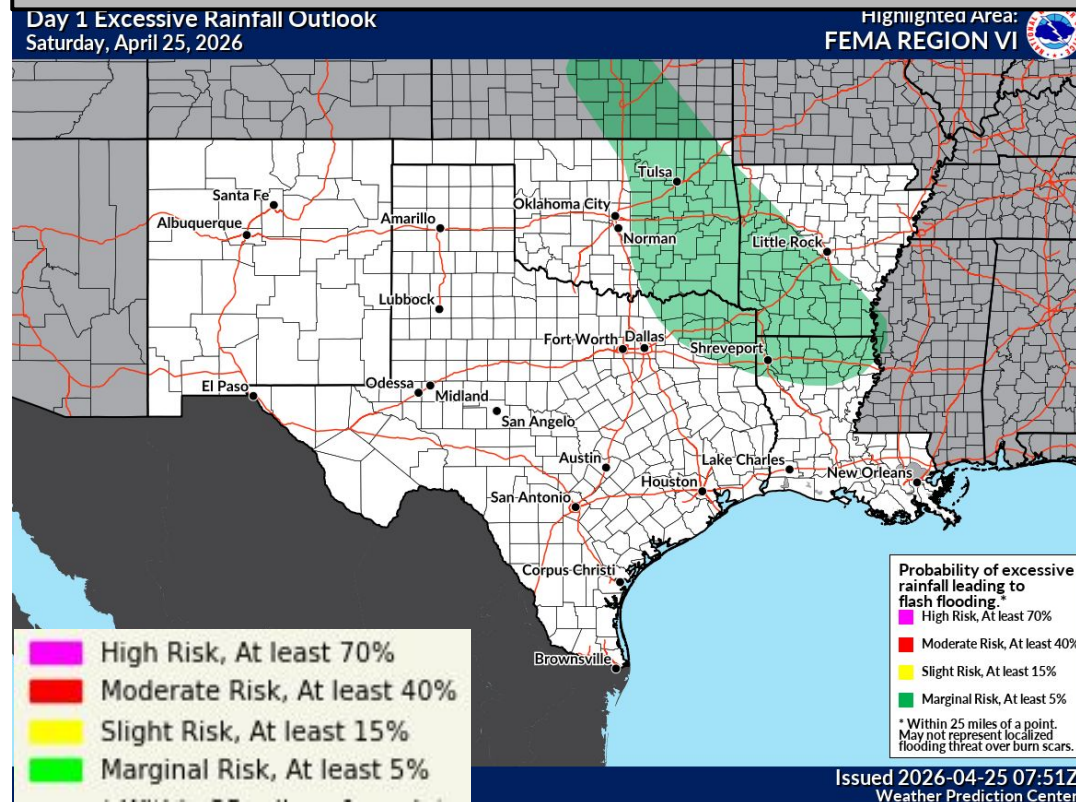 Day 1 Excessive Rainfall Outlook
Saturday, April 25, 2026
Highlighted Area:
FEMA REGION VI
Tulsa
Santa Fe
Oklahoma City
Albuquerque
Amarillo
Norman
Little Rock
Lubbock
Fort Worth
Dallas
Shreveport
El Paso
Odessa
Midland
San Angelo
Austin
Lake Charles
Houston
New Orleans
San Antonio
Corpus Christi
Brownsville
Probability of excessive
rainfall leading to
flash flooding.*
High Risk, At least 70%
Moderate Risk, At least 40%
Slight Risk, At least 15%
Marginal Risk, At least 5%
* Within 25 miles of a point.
May not represent localized
flooding threat over burn scars.
High Risk, At least 70%
Moderate Risk, At least 40%
Slight Risk, At least 15%
Marginal Risk, At least 5%
Issued 2026-04-25 07:51Z
Weather Prediction Center